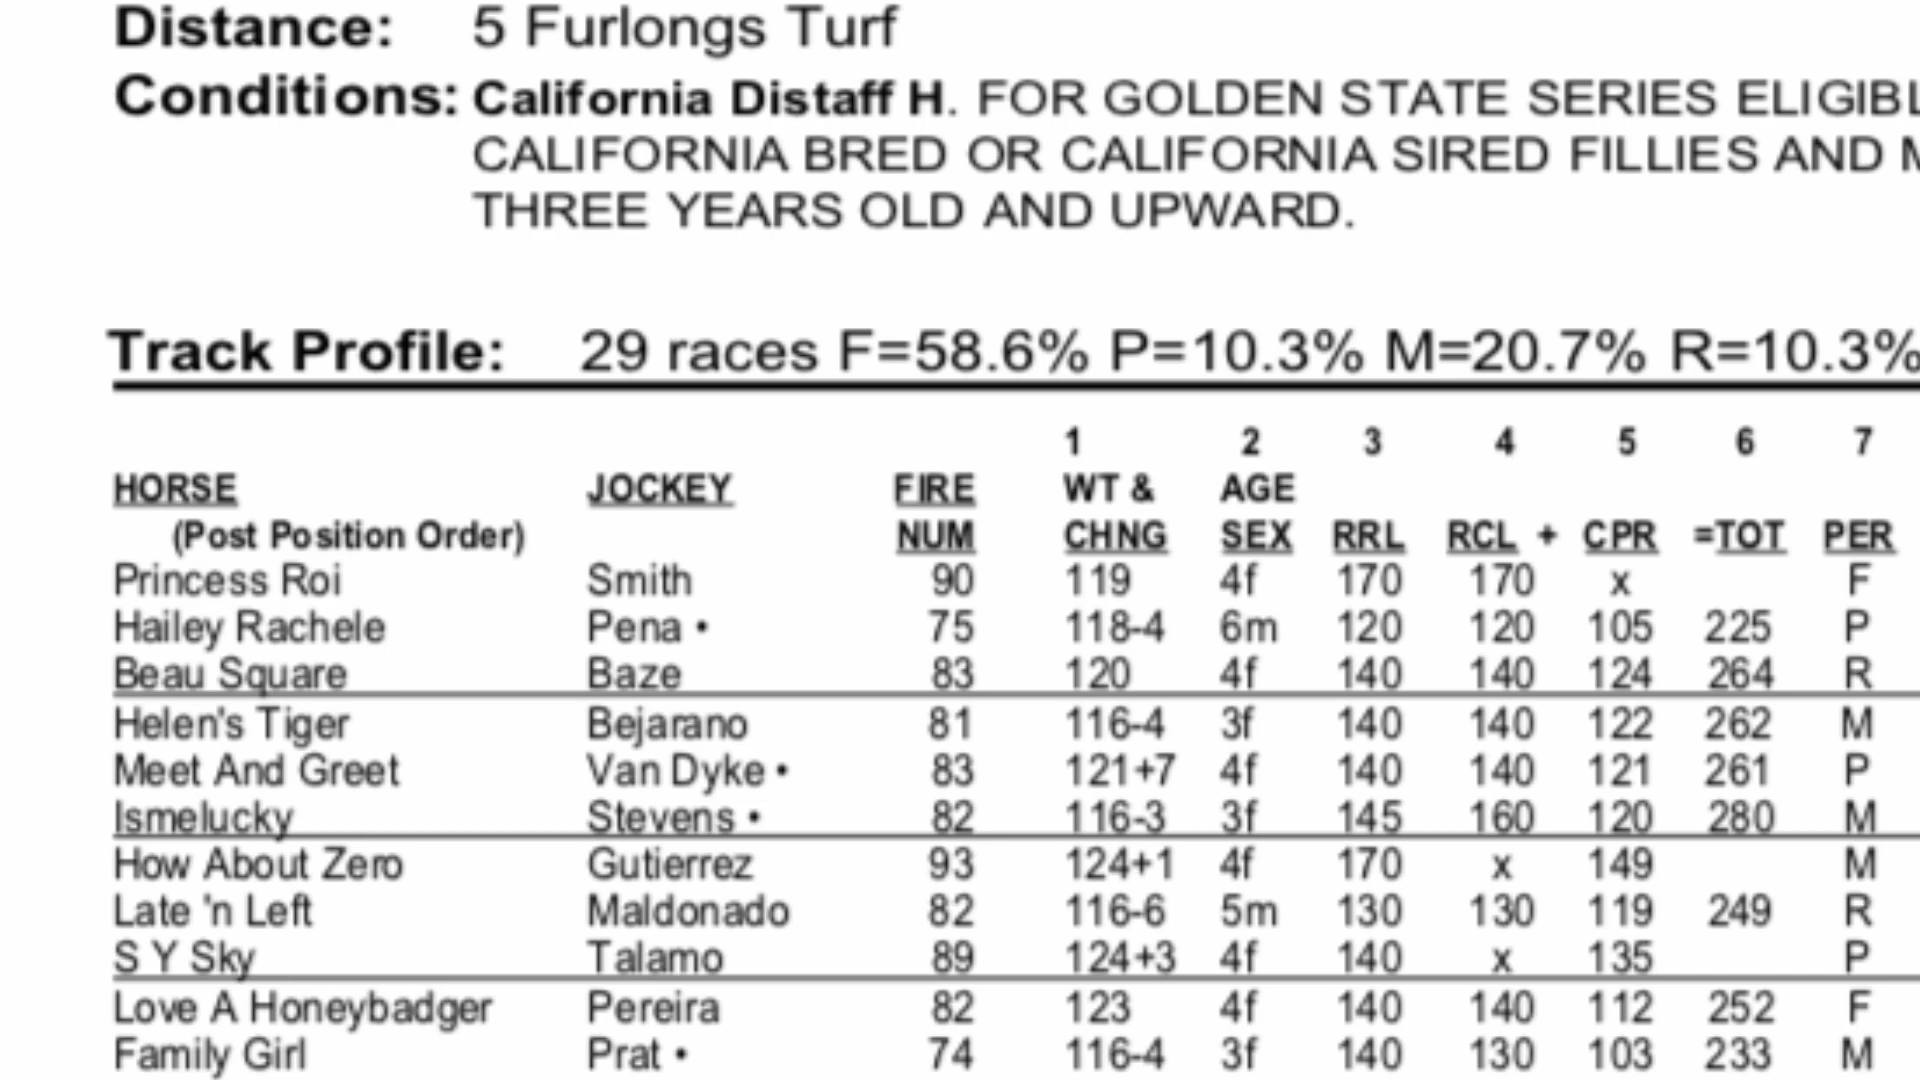 Distance: 5 Furlongs Turf
Conditions: California Distaff H. FOR GOLDEN STATE SERIES ELIGIBL
CALIFORNIA BRED OR CALIFORNIA SIRED FILLIES AND M
THREE YEARS OLD AND UPWARD.
Track Profile: 29 races F=58.6% P=10.3% M=20.7% R=10.3%
1 2 3 4 5 6 7
HORSE JOCKEY FIRE WT & AGE
(Post Position Order) NUM CHNG SEX RRL RCL + CPR =TOT PER
Princess Roi Smith 90 119 4f 170 170 x F
Hailey Rachele Pena • 75 118-4 6m 120 120 105 225 P
Beau Square Baze 83 120 4f 140 140 124 264 R
Helen's Tiger Bejarano 81 116-4 3f 140 140 122 262 M
Meet And Greet Van Dyke • 83 121+7 4f 140 140 121 261 P
Ismelucky Stevens • 82 116-3 3f 145 160 120 280 M
How About Zero Gutierrez 93 124+1 4f 170 x 149 M
Late 'n Left Maldonado 82 116-6 5m 130 130 119 249 R
S Y Sky Talamo 89 124+3 4f 140 x 135 P
Love A Honeybadger Pereira 82 123 4f 140 140 112 252 F
Family Girl Prat • 74 116-4 3f 140 130 103 233 M